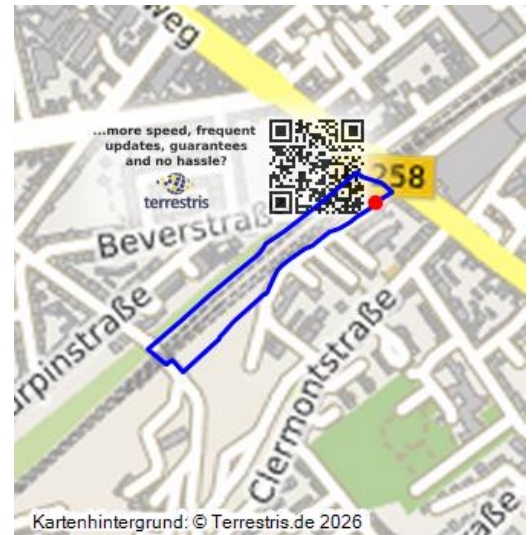 weg
...more speed, frequent
updates, guarantees
and no hassle?
terrestris
258
Beverstraß
urpinstraße
Clermontstraße
aße
Kartenhintergrund: © Terrestris.de 2026